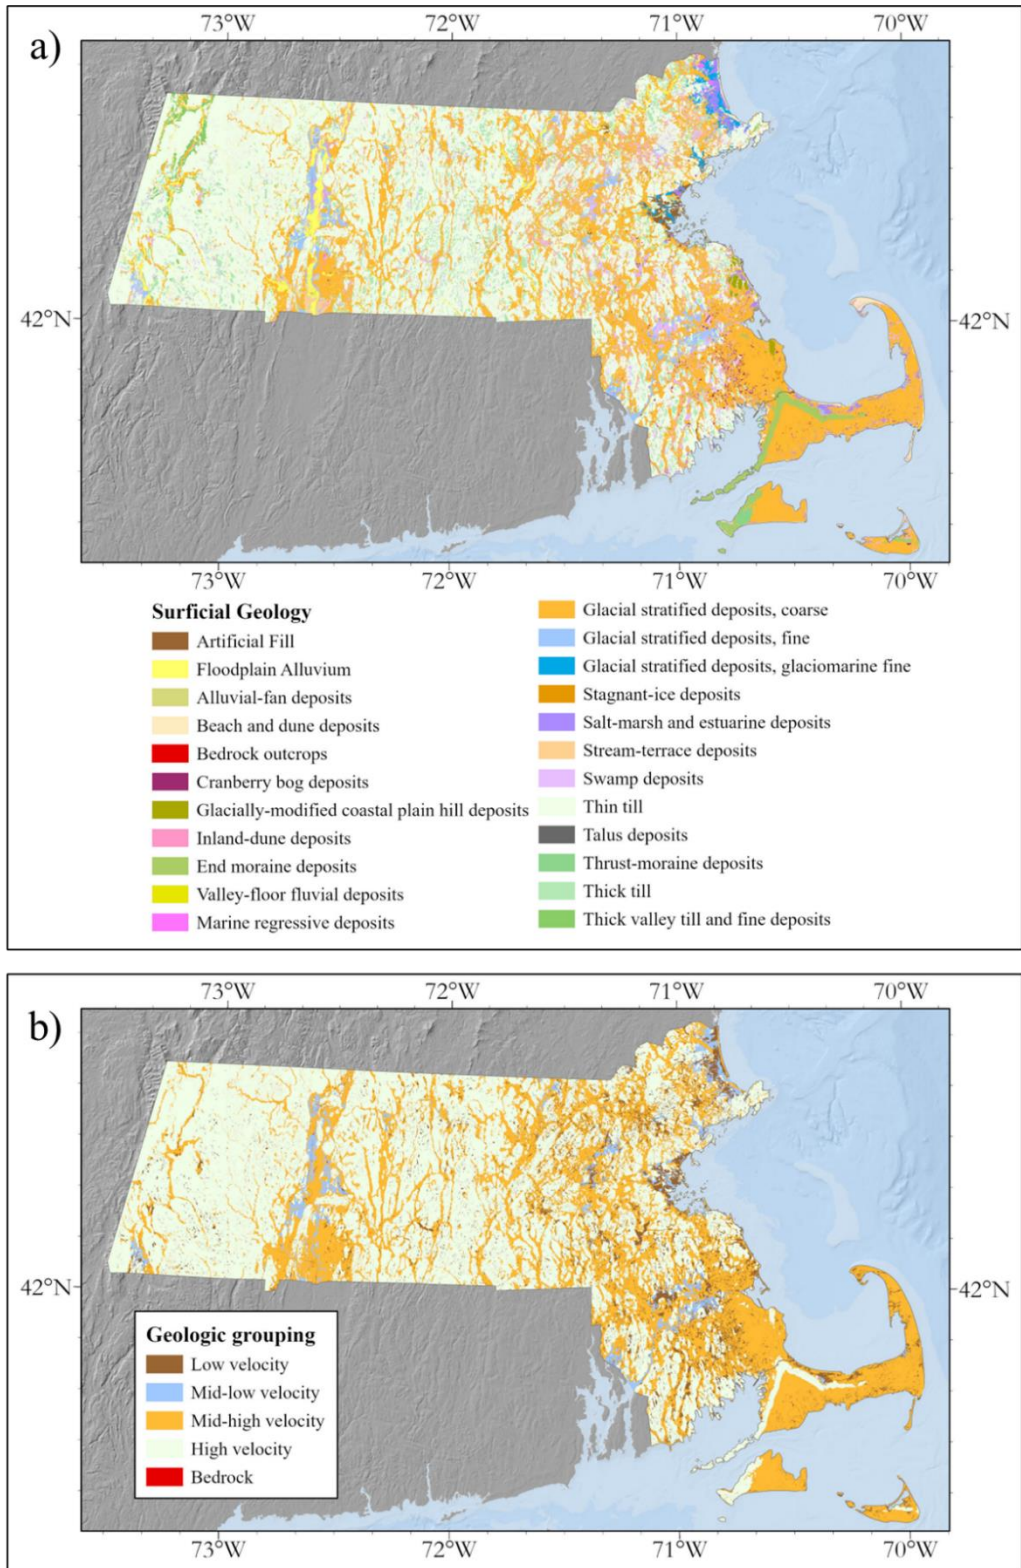 73°W 72°W 71°W 70°W
a)
42°N 42°N
73°W 72°W 71°W 70°W
Surficial Geology
Artificial Fill
Floodplain Alluvium
Alluvial-fan deposits
Beach and dune deposits
Bedrock outcrops
Cranberry bog deposits
Glacially-modified coastal plain hill deposits
Inland-dune deposits
End moraine deposits
Valley-floor fluvial deposits
Marine regressive deposits
Glacial stratified deposits, coarse
Glacial stratified deposits, fine
Glacial stratified deposits, glaciomarine fine
Stagnant-ice deposits
Salt-marsh and estuarine deposits
Stream-terrace deposits
Swamp deposits
Thin till
Talus deposits
Thrust-moraine deposits
Thick till
Thick valley till and fine deposits
73°W 72°W 71°W 70°W
b)
42°N 42°N
Geologic grouping
Low velocity
Mid-low velocity
Mid-high velocity
High velocity
Bedrock
73°W 72°W 71°W 70°W